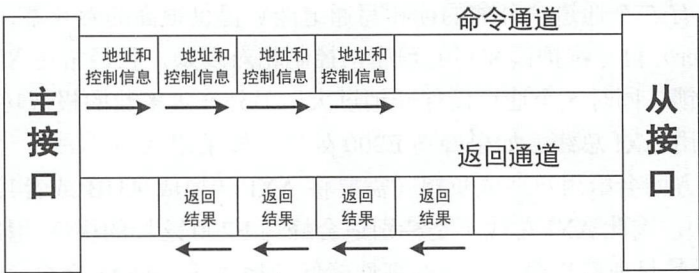 命令通道
地址和 地址和 地址和 地址和
控制信息 控制信息 控制信息 控制信息
主接口
从接口
返回通道
返回 返回 返回 返回
结果 结果 结果 结果